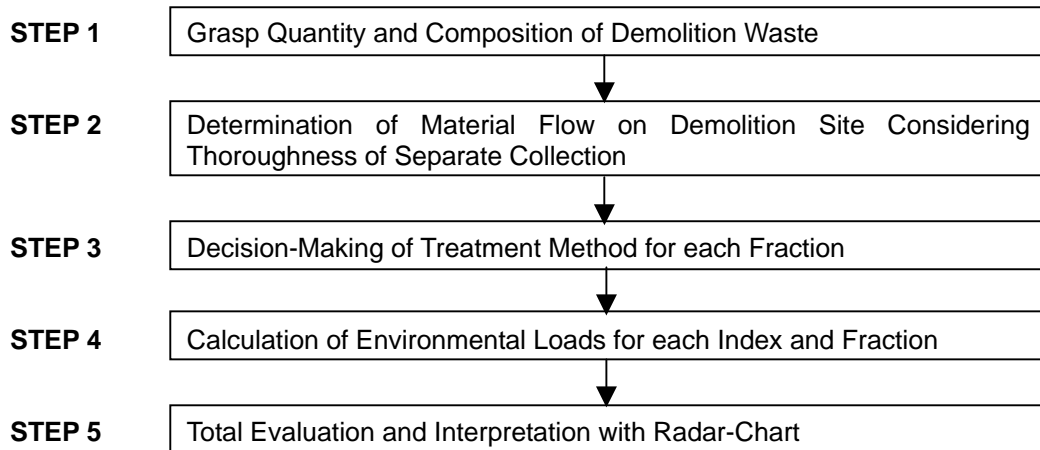 STEP 1 Grasp Quantity and Composition of Demolition Waste
STEP 2 Determination of Material Flow on Demolition Site Considering
Thoroughness of Separate Collection
STEP 3 Decision-Making of Treatment Method for each Fraction
STEP 4 Calculation of Environmental Loads for each Index and Fraction
STEP 5 Total Evaluation and Interpretation with Radar-Chart